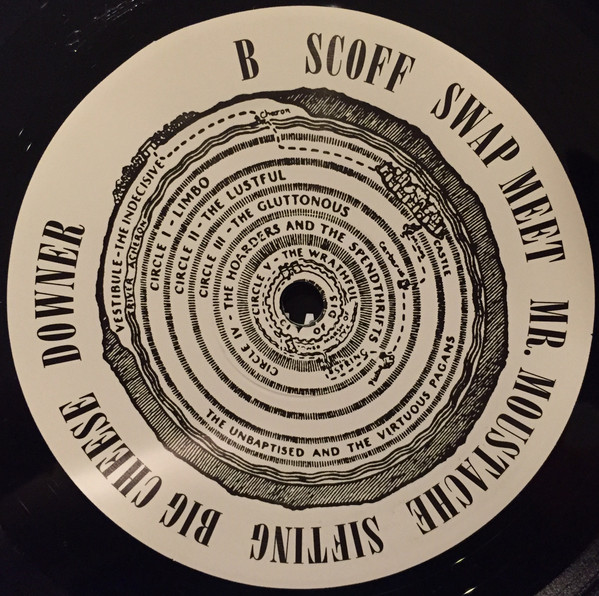 B
SCOFF
SWAP MEET
MR. MOUSTACHE
SIFTING
BIG CHEESE
DOWNER
Charon
VESTIBULE - THE INDECISIVE
RIVER ACHERON
CIRCLE I - LIMBO
CIRCLE II - THE LUSTFUL
CIRCLE III - THE GLUTTONOUS
CIRCLE IV - THE HOARDERS AND THE SPENDTHRIFTS
CIRCLE V - THE WRATHFUL
CASTLE
THE UNBAPTISED AND THE VIRTUOUS PAGANS